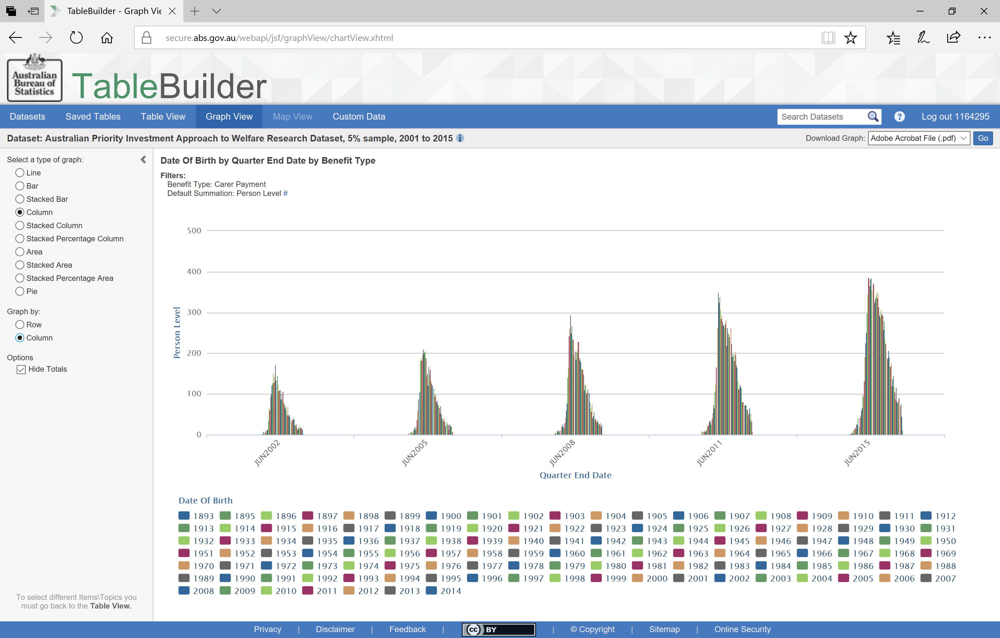 TableBuilder - Graph Vie
secure.abs.gov.au/webapi/jsf/graphView/chartView.xhtml
Australian
Bureau of
Statistics
TableBuilder
Datasets Saved Tables Table View Graph View Map View Custom Data Search Datasets ? Log out 1164295
Dataset: Australian Priority Investment Approach to Welfare Research Dataset, 5% sample, 2001 to 2015 i Download Graph: Adobe Acrobat File (.pdf) Go
Select a type of graph:
Line
Bar
Stacked Bar
Column
Stacked Column
Stacked Percentage Column
Area
Stacked Area
Stacked Percentage Area
Pie
Graph by:
Row
Column
Options
Hide Totals
To select different Items\Topics you
must go back to the Table View.
Date Of Birth by Quarter End Date by Benefit Type
Filters:
Benefit Type: Carer Payment
Default Summation: Person Level #
500
400
300
200
100
0
Person Level
JUN2002 JUN2005 JUN2008 JUN2011 JUN2015
Quarter End Date
Date Of Birth
1893 1895 1896 1897 1898 1899 1900 1901 1902 1903 1904 1905 1906 1907 1908 1909 1910 1911 1912
1913 1914 1915 1916 1917 1918 1919 1920 1921 1922 1923 1924 1925 1926 1927 1928 1929 1930 1931
1932 1933 1934 1935 1936 1937 1938 1939 1940 1941 1942 1943 1944 1945 1946 1947 1948 1949 1950
1951 1952 1953 1954 1955 1956 1957 1958 1959 1960 1961 1962 1963 1964 1965 1966 1967 1968 1969
1970 1971 1972 1973 1974 1975 1976 1977 1978 1979 1980 1981 1982 1983 1984 1985 1986 1987 1988
1989 1990 1991 1992 1993 1994 1995 1996 1997 1998 1999 2000 2001 2002 2003 2004 2005 2006 2007
2008 2009 2010 2011 2012 2013 2014
Privacy | Disclaimer | Feedback | cc BY | © Copyright | Sitemap | Online Security